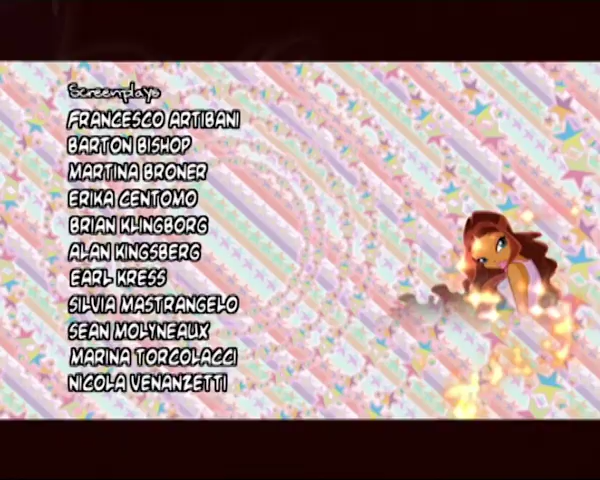 Screenplays
FRANCESCO ARTIBANI
BARTON BISHOP
MARTINA BRONER
ERIKA CENTOMO
BRIAN KLINGBORG
ALAN KINGSBERG
EARL KRESS
SILVIA MASTRANGELO
SEAN MOLYNEAUX
MARINA TORCOLACCI
NICOLA VENANZETTI